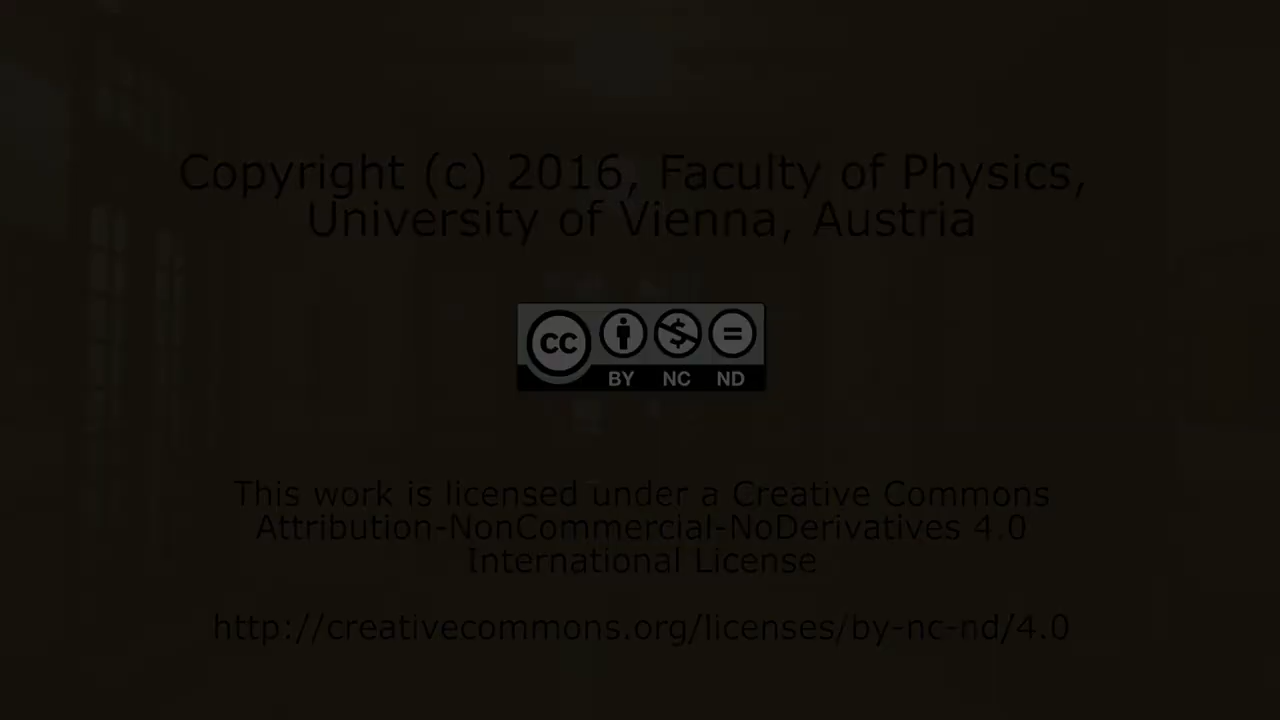 Copyright (c) 2016, Faculty of Physics,
University of Vienna, Austria
CC
BY NC ND
This work is licensed under a Creative Commons
Attribution-NonCommercial-NoDerivatives 4.0
International License
http://creativecommons.org/licenses/by-nc-nd/4.0